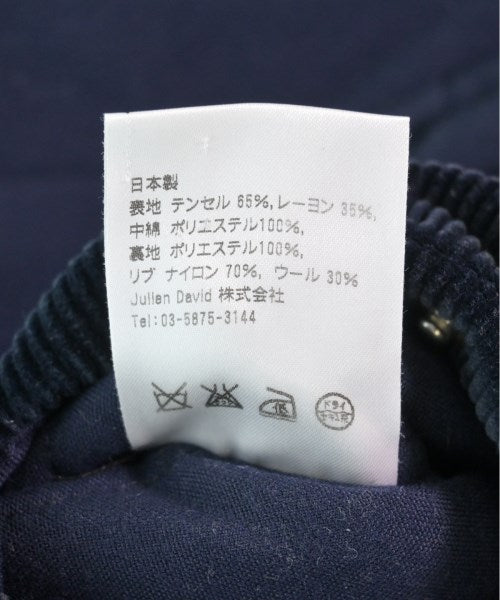 日本製
表地 テンセル 65%, レーヨン 35%,
中綿 ポリエステル100%,
裏地 ポリエステル100%,
リブ ナイロン 70%, ウール 30%
Julien David 株式会社
Tel:03-5875-3144
ドライ